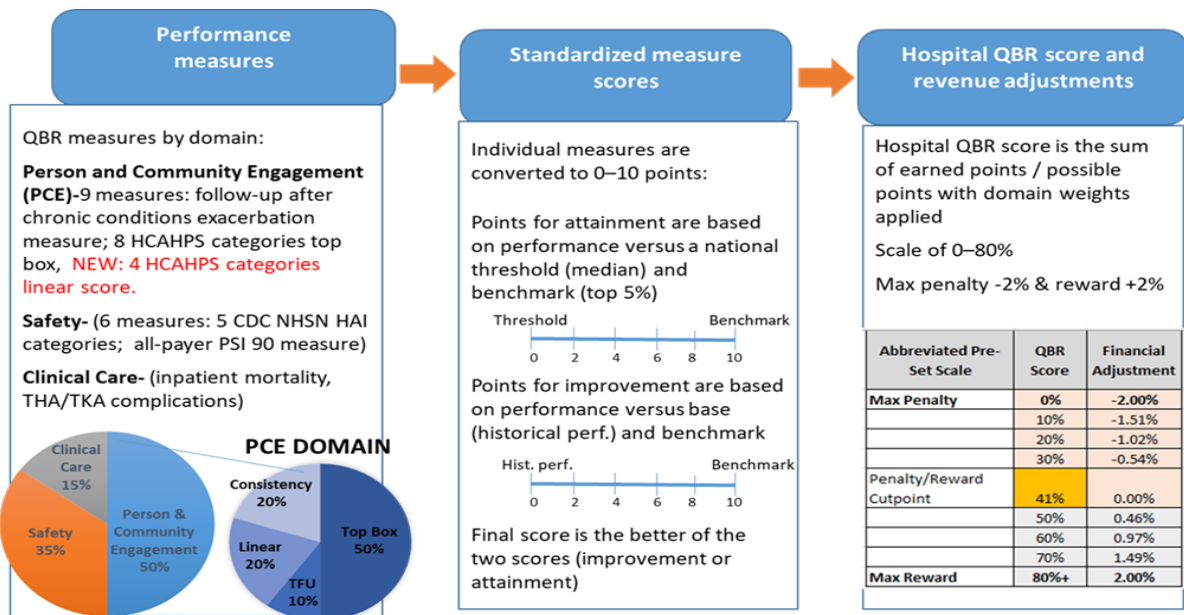 Performance
measures
QBR measures by domain:
Person and Community Engagement
(PCE)-9 measures: follow-up after
chronic conditions exacerbation
measure; 8 HCAHPS categories top
box, NEW: 4 HCAHPS categories
linear score.
Safety- (6 measures: 5 CDC NHSN HAI
categories; all-payer PSI 90 measure)
Clinical Care- (inpatient mortality,
THA/TKA complications)
Clinical
Care
15%
Safety
35%
Person &
Community
Engagement
50%
PCE DOMAIN
Consistency
20%
Linear
20%
TFU
10%
Top Box
50%
Standardized measure
scores
Individual measures are
converted to 0–10 points:
Points for attainment are based
on performance versus a national
threshold (median) and
benchmark (top 5%)
Threshold Benchmark
0 2 4 6 8 10
Points for improvement are based
on performance versus base
(historical perf.) and benchmark
Hist. perf. Benchmark
0 2 4 6 8 10
Final score is the better of the
two scores (improvement or
attainment)
Hospital QBR score and
revenue adjustments
Hospital QBR score is the sum
of earned points / possible
points with domain weights
applied
Scale of 0–80%
Max penalty -2% & reward +2%
Abbreviated Pre-
Set Scale
QBR
Score
Financial
Adjustment
Max Penalty 0% -2.00%
10% -1.51%
20% -1.02%
30% -0.54%
Penalty/Reward
Cutpoint 41% 0.00%
50% 0.46%
60% 0.97%
70% 1.49%
Max Reward 80%+ 2.00%